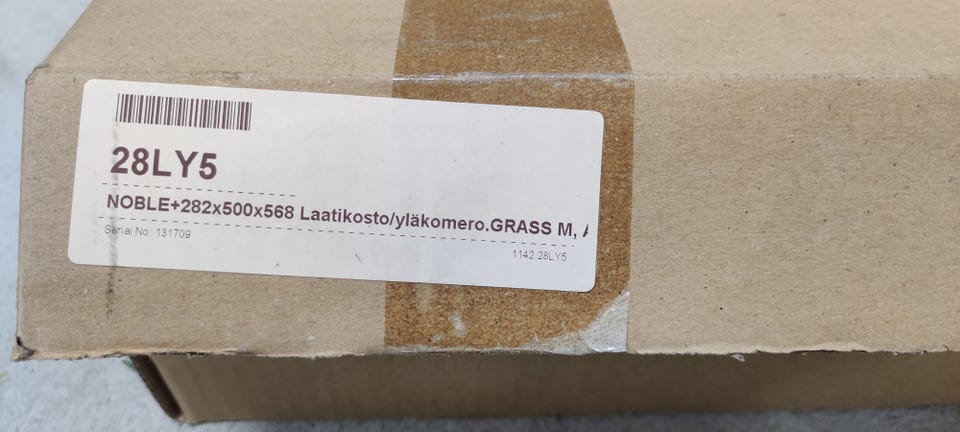 28LY5
NOBLE+282x500x568 Laatikosto/yläkomero.GRASS M,
Serial No: 131709
1142 28LY5